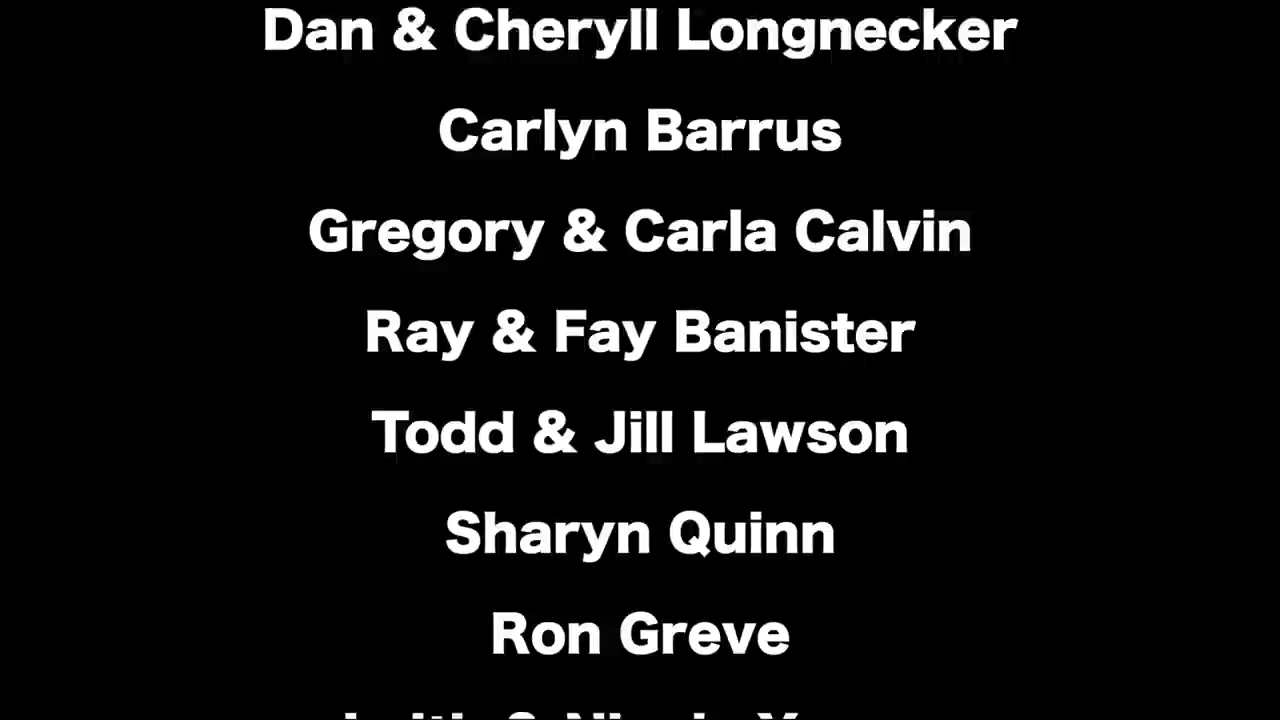 Dan & Cheryll Longnecker
Carlyn Barrus
Gregory & Carla Calvin
Ray & Fay Banister
Todd & Jill Lawson
Sharyn Quinn
Ron Greve
&